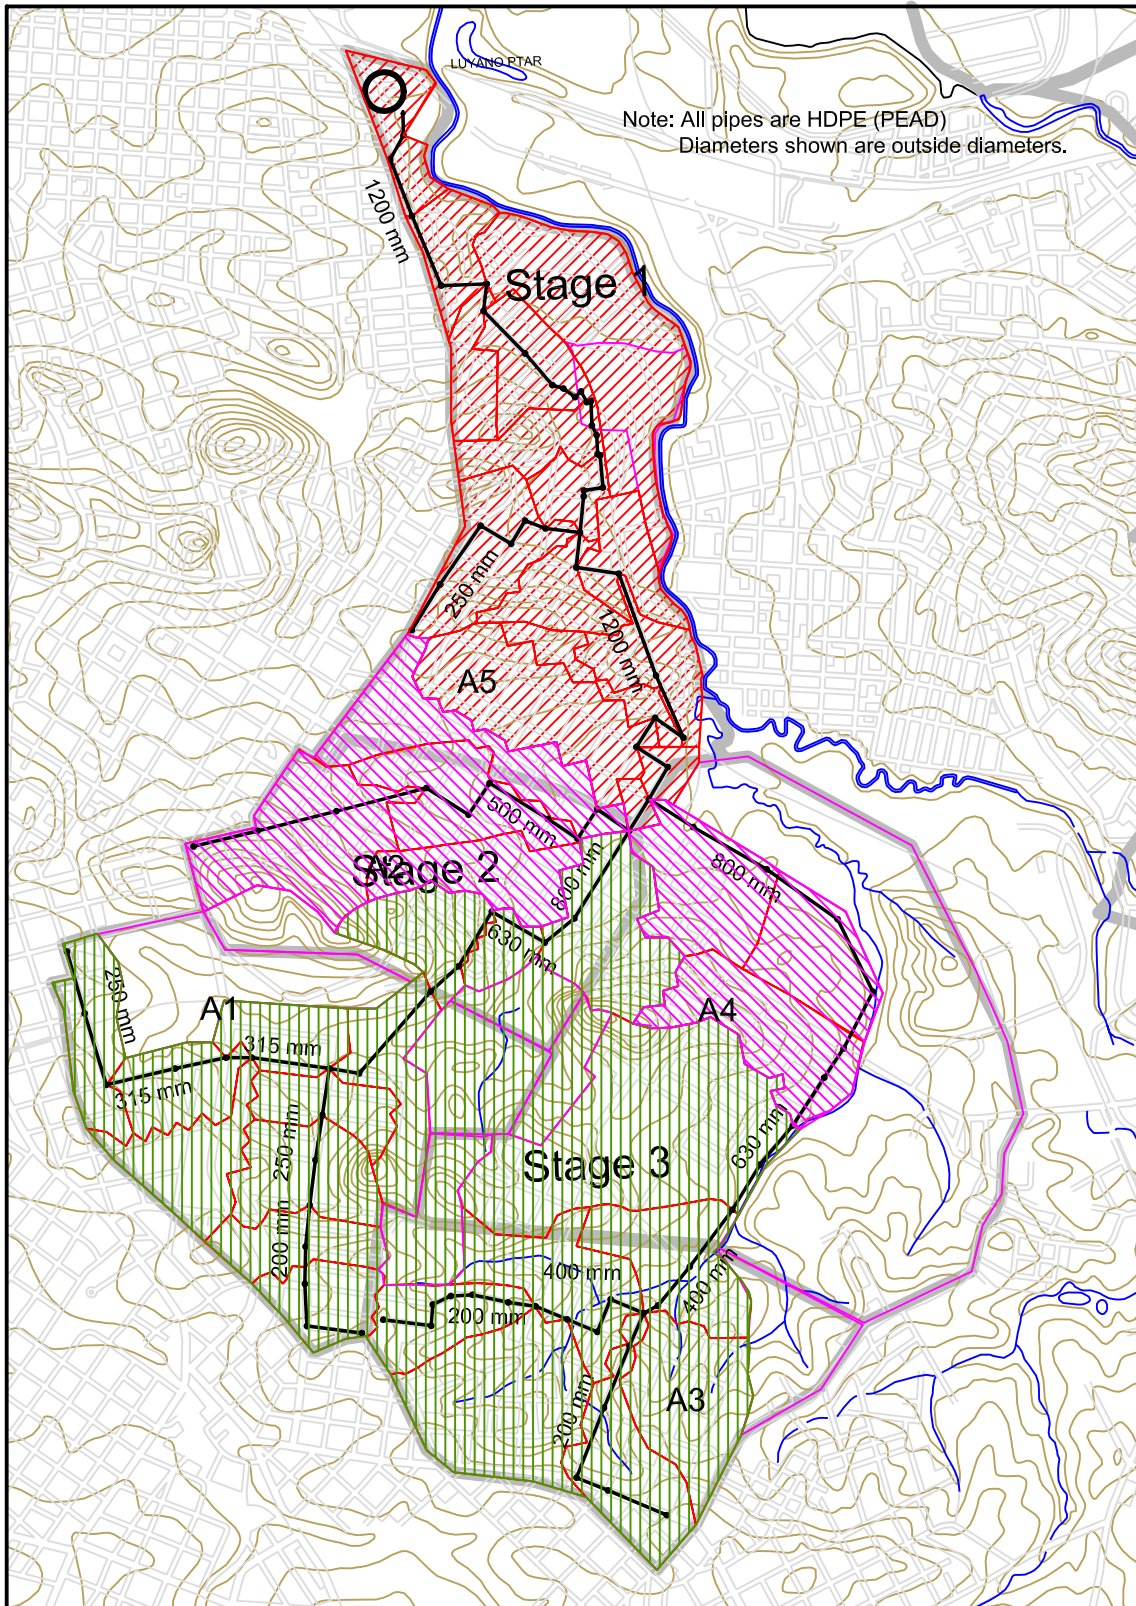 LUYANO PTAR
Note: All pipes are HDPE (PEAD)
Diameters shown are outside diameters.
1200 mm
Stage 1
250 mm
1200 mm
A5
500 mm
800 mm
A2
Stage 2
800 mm
630 mm
250 mm
A1
A4
315 mm
315 mm
250 mm
630 mm
Stage 3
200 mm
400 mm
400 mm
200 mm
A3
200 mm